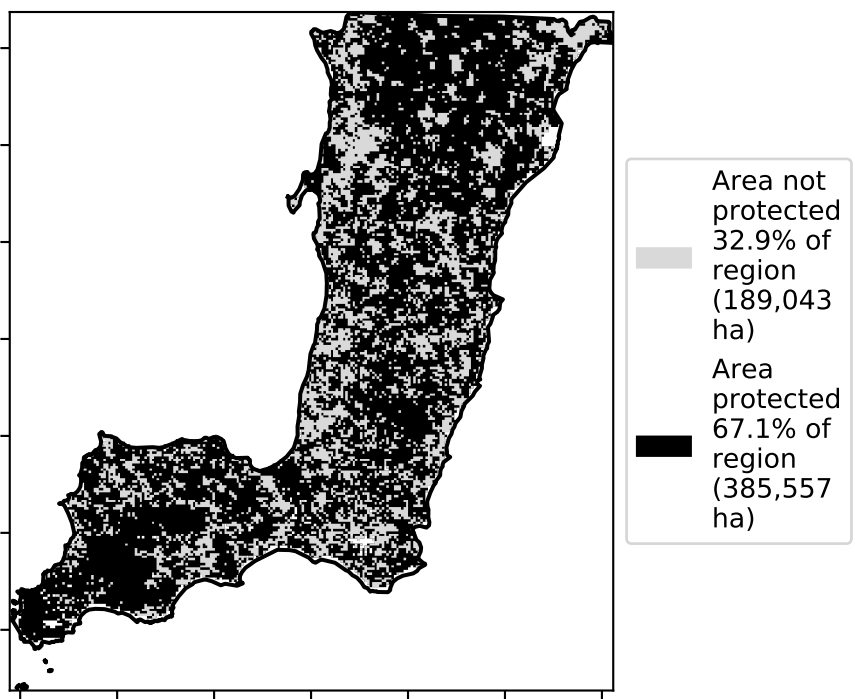 Area not
protected
32.9% of
region
(189,043
ha)
Area
protected
67.1% of
region
(385,557
ha)